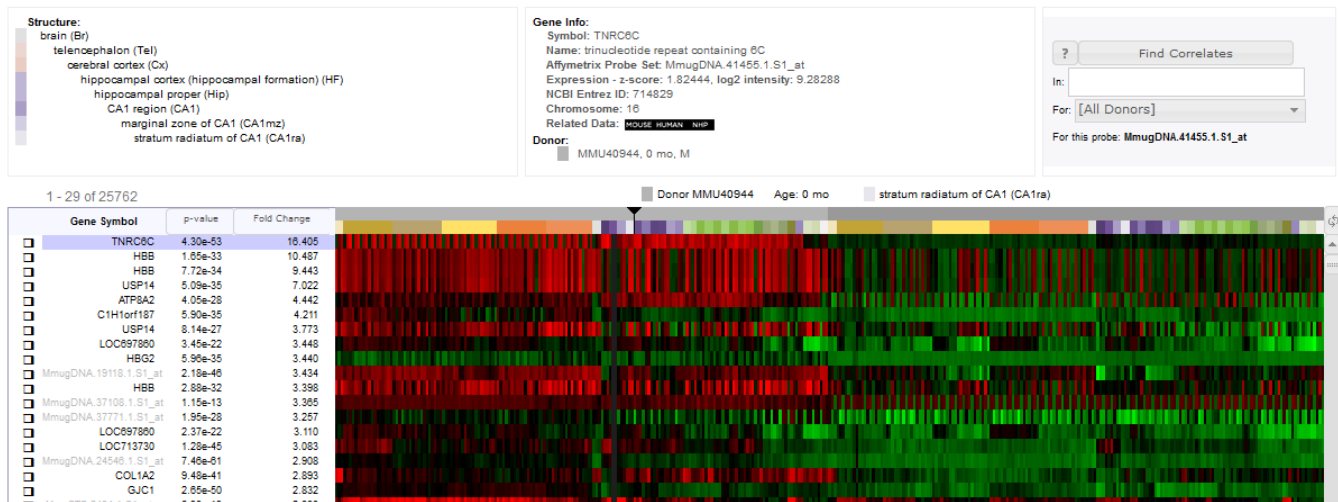 Structure:
brain (Br)
telencephalon (Tel)
cerebral cortex (Cx)
hippocampal cortex (hippocampal formation) (HF)
hippocampal proper (Hip)
CA1 region (CA1)
marginal zone of CA1 (CA1mz)
stratum radiatum of CA1 (CA1ra)
Gene Info:
Symbol: TNRC6C
Name: trinucleotide repeat containing 6C
Affymetrix Probe Set: MmugDNA.41455.1.S1_at
Expression - z-score: 1.82444, log2 intensity: 9.28288
NCBI Entrez ID: 714829
Chromosome: 16
Related Data: MOUSE HUMAN NHP
Donor:
MMU40944, 0 mo, M
? Find Correlates
In:
For: [All Donors]
For this probe: MmugDNA.41455.1.S1_at
1 - 29 of 25762
Donor MMU40944 Age: 0 mo stratum radiatum of CA1 (CA1ra)
Gene Symbol p-value Fold Change
TNRC6C 4.30e-53 16.405
HBB 1.65e-33 10.487
HBB 7.72e-34 9.443
USP14 5.09e-35 7.022
ATP8A2 4.05e-28 4.442
C1H1orf187 5.90e-35 4.211
USP14 8.14e-27 3.773
LOC697860 3.45e-22 3.448
HBG2 5.96e-35 3.440
MmugDNA.19118.1.S1_at 2.18e-46 3.434
HBB 2.88e-32 3.398
MmugDNA.37108.1.S1_at 1.15e-13 3.365
MmugDNA.37771.1.S1_at 1.95e-28 3.257
LOC697860 2.37e-22 3.110
LOC713730 1.28e-45 3.083
MmugDNA.24546.1.S1_at 7.46e-61 2.908
COL1A2 9.48e-41 2.893
GJC1 2.65e-50 2.832